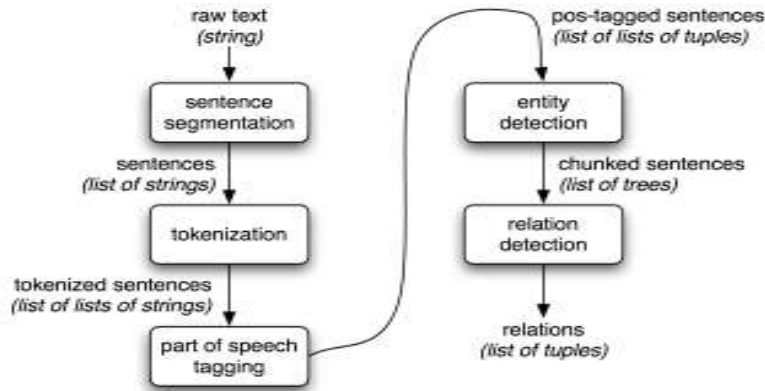 raw text
(string)
sentence
segmentation
sentences
(list of strings)
tokenization
tokenized sentences
(list of lists of strings)
part of speech
tagging
pos-tagged sentences
(list of lists of tuples)
entity
detection
chunked sentences
(list of trees)
relation
detection
relations
(list of tuples)